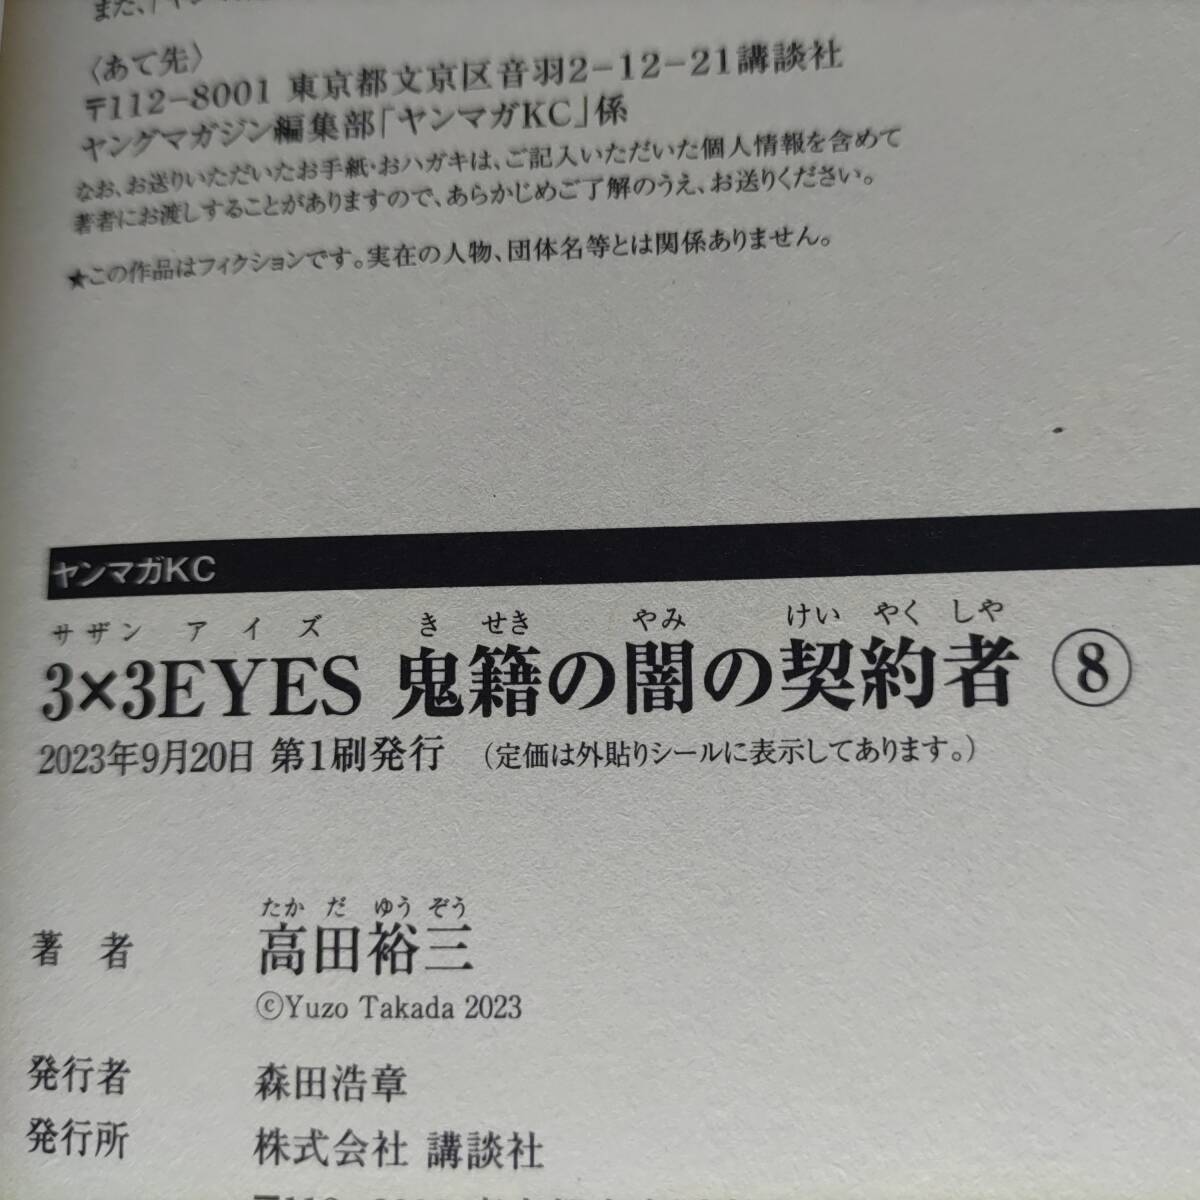 また、「ヤン
〈あて先〉
〒112-8001 東京都文京区音羽2-12-21講談社
ヤングマガジン編集部「ヤンマガKC」係
なお、お送りいただいたお手紙・おハガキは、ご記入いただいた個人情報を含めて
著者にお渡しすることがありますので、あらかじめご了解のうえ、お送りください。
★この作品はフィクションです。実在の人物、団体名等とは関係ありません。
ヤンマガKC
サザン アイズ き せき やみ けい やく しや
3×3EYES 鬼籍の闇の契約者 ⑧
2023年9月20日 第1刷発行 (定価は外貼りシールに表示してあります。)
たか だ ゆう ぞう
著者 高田裕三
©Yuzo Takada 2023
発行者 森田浩章
発行所 株式会社 講談社